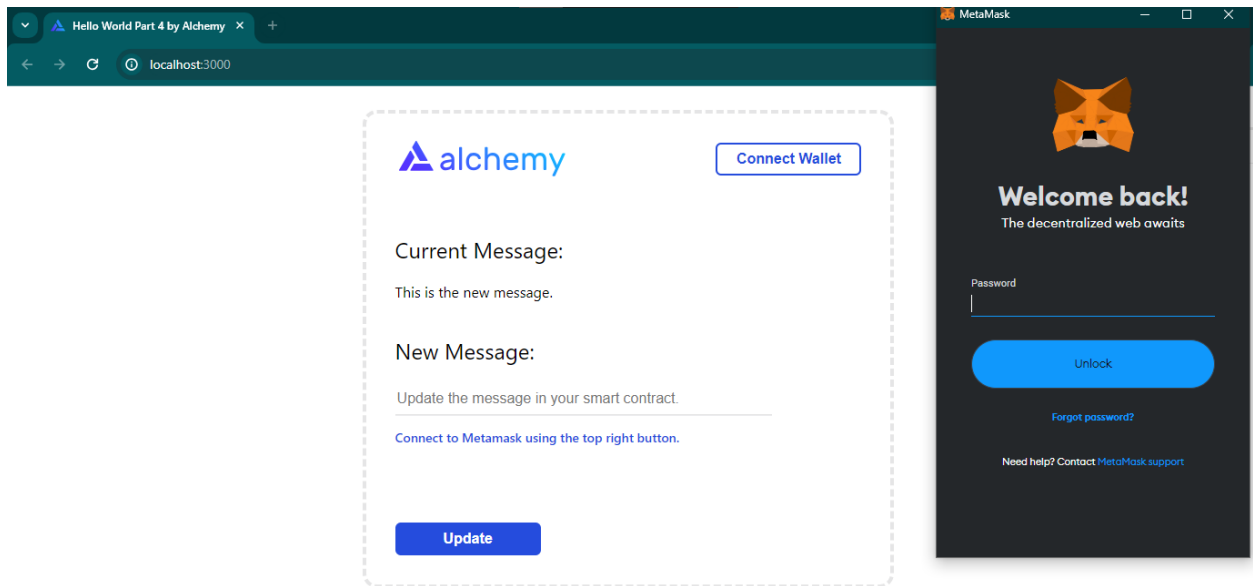 Hello World Part 4 by Alchemy
localhost:3000
alchemy
Connect Wallet
Current Message:
This is the new message.
New Message:
Update the message in your smart contract.
Connect to Metamask using the top right button.
Update
MetaMask
Welcome back!
The decentralized web awaits
Password
Unlock
Forgot password?
Need help? Contact MetaMask support